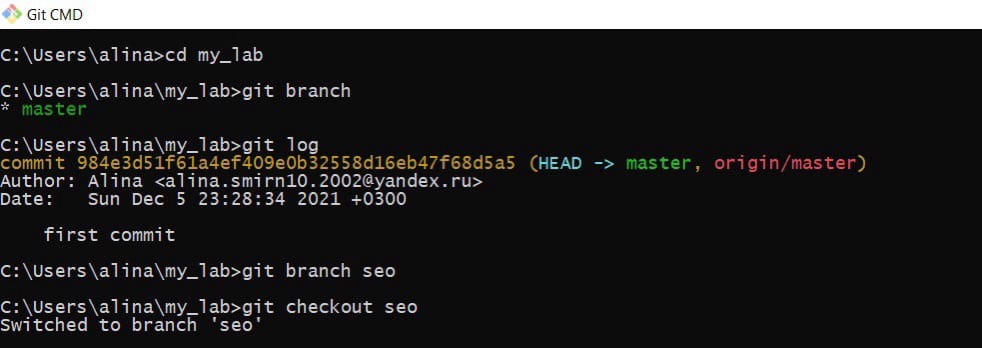 Git CMD
C:\Users\alina>cd my_lab
C:\Users\alina\my_lab>git branch
* master
C:\Users\alina\my_lab>git log
commit 984e3d51f61a4ef409e0b32558d16eb47f68d5a5 (HEAD -> master, origin/master)
Author: Alina <alina.smirn10.2002@yandex.ru>
Date:   Sun Dec 5 23:28:34 2021 +0300
    first commit
C:\Users\alina\my_lab>git branch seo
C:\Users\alina\my_lab>git checkout seo
Switched to branch 'seo'